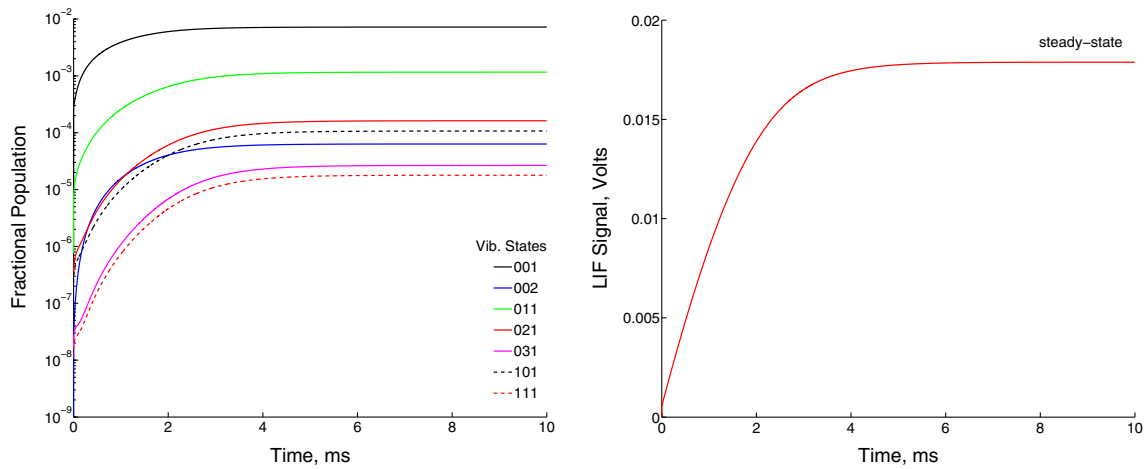 10⁻²
10⁻³
10⁻⁴
10⁻⁵
10⁻⁶
10⁻⁷
10⁻⁸
10⁻⁹
Fractional Population
0 2 4 6 8 10
Time, ms
Vib. States
001
002
011
021
031
101
111
0.02
0.015
0.01
0.005
0
LIF Signal, Volts
steady-state
0 2 4 6 8 10
Time, ms